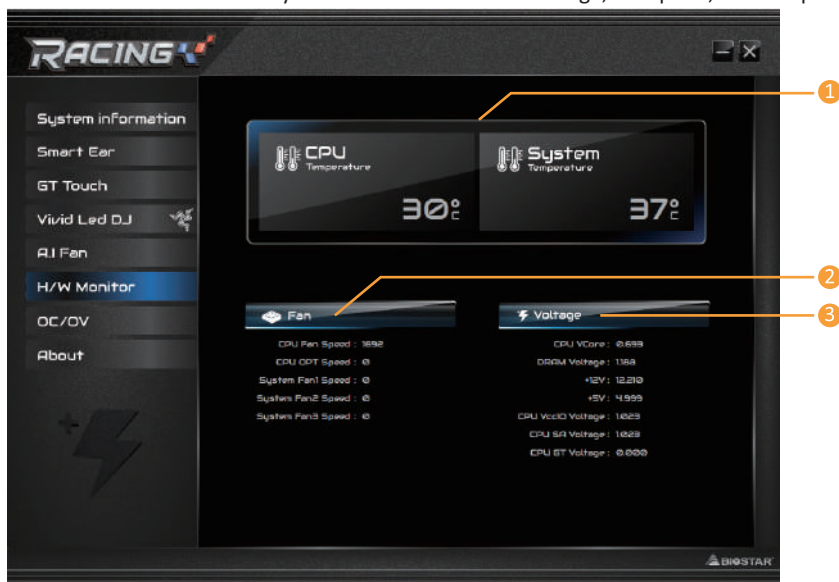 RACING
System information
Smart Ear
GT Touch
Vivid Led DJ
A.I Fan
H/W Monitor
OC/OV
About
CPU
Temperature
30°C
System
Temperature
37°C
1
2
3
Fan
CPU Fan Speed : 1692
CPU OPT Speed : 0
System Fan1 Speed : 0
System Fan2 Speed : 0
System Fan3 Speed : 0
Voltage
CPU VCore : 0.699
DRAM Voltage : 1.188
+12V : 12.210
+5V : 4.999
CPU VccIO Voltage : 1.023
CPU SA Voltage : 1.023
CPU GT Voltage : 0.000
BIOSTAR